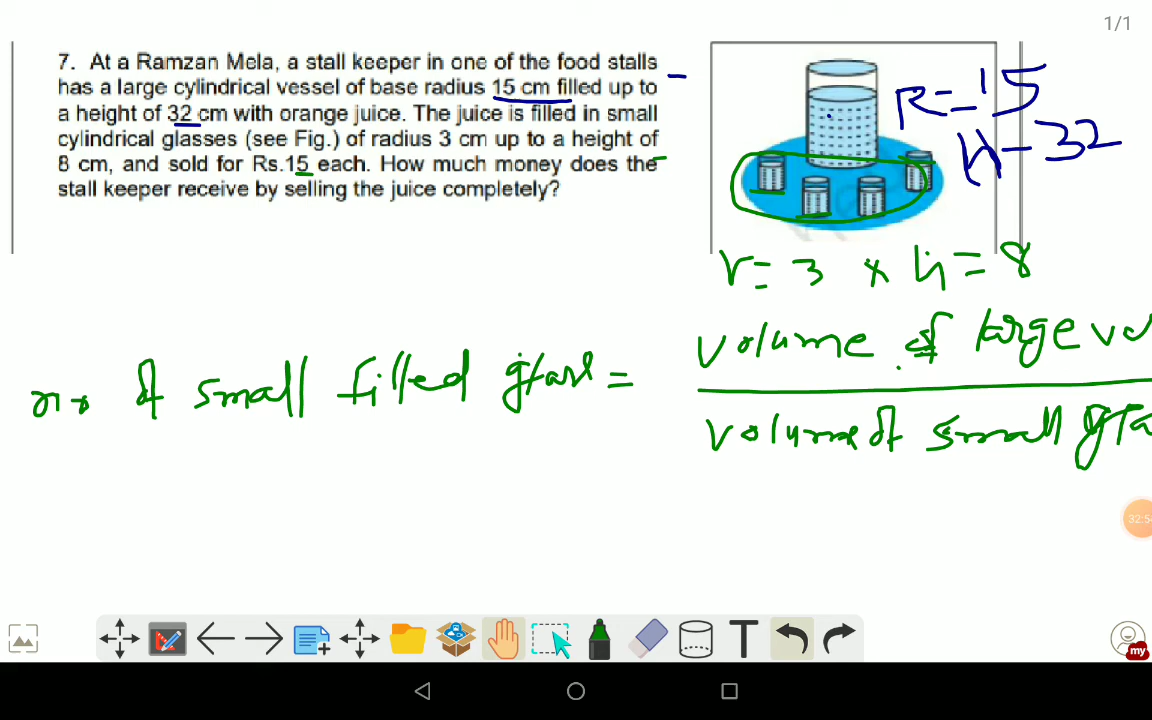 1/1
7. At a Ramzan Mela, a stall keeper in one of the food stalls
has a large cylindrical vessel of base radius 15 cm filled up to
a height of 32 cm with orange juice. The juice is filled in small
cylindrical glasses (see Fig.) of radius 3 cm up to a height of
8 cm, and sold for Rs.15 each. How much money does the
stall keeper receive by selling the juice completely?
R=15
H=32
r= 3 x h= 8
volume of large
of small filled glass =
volume of small gla
32:5
T
my